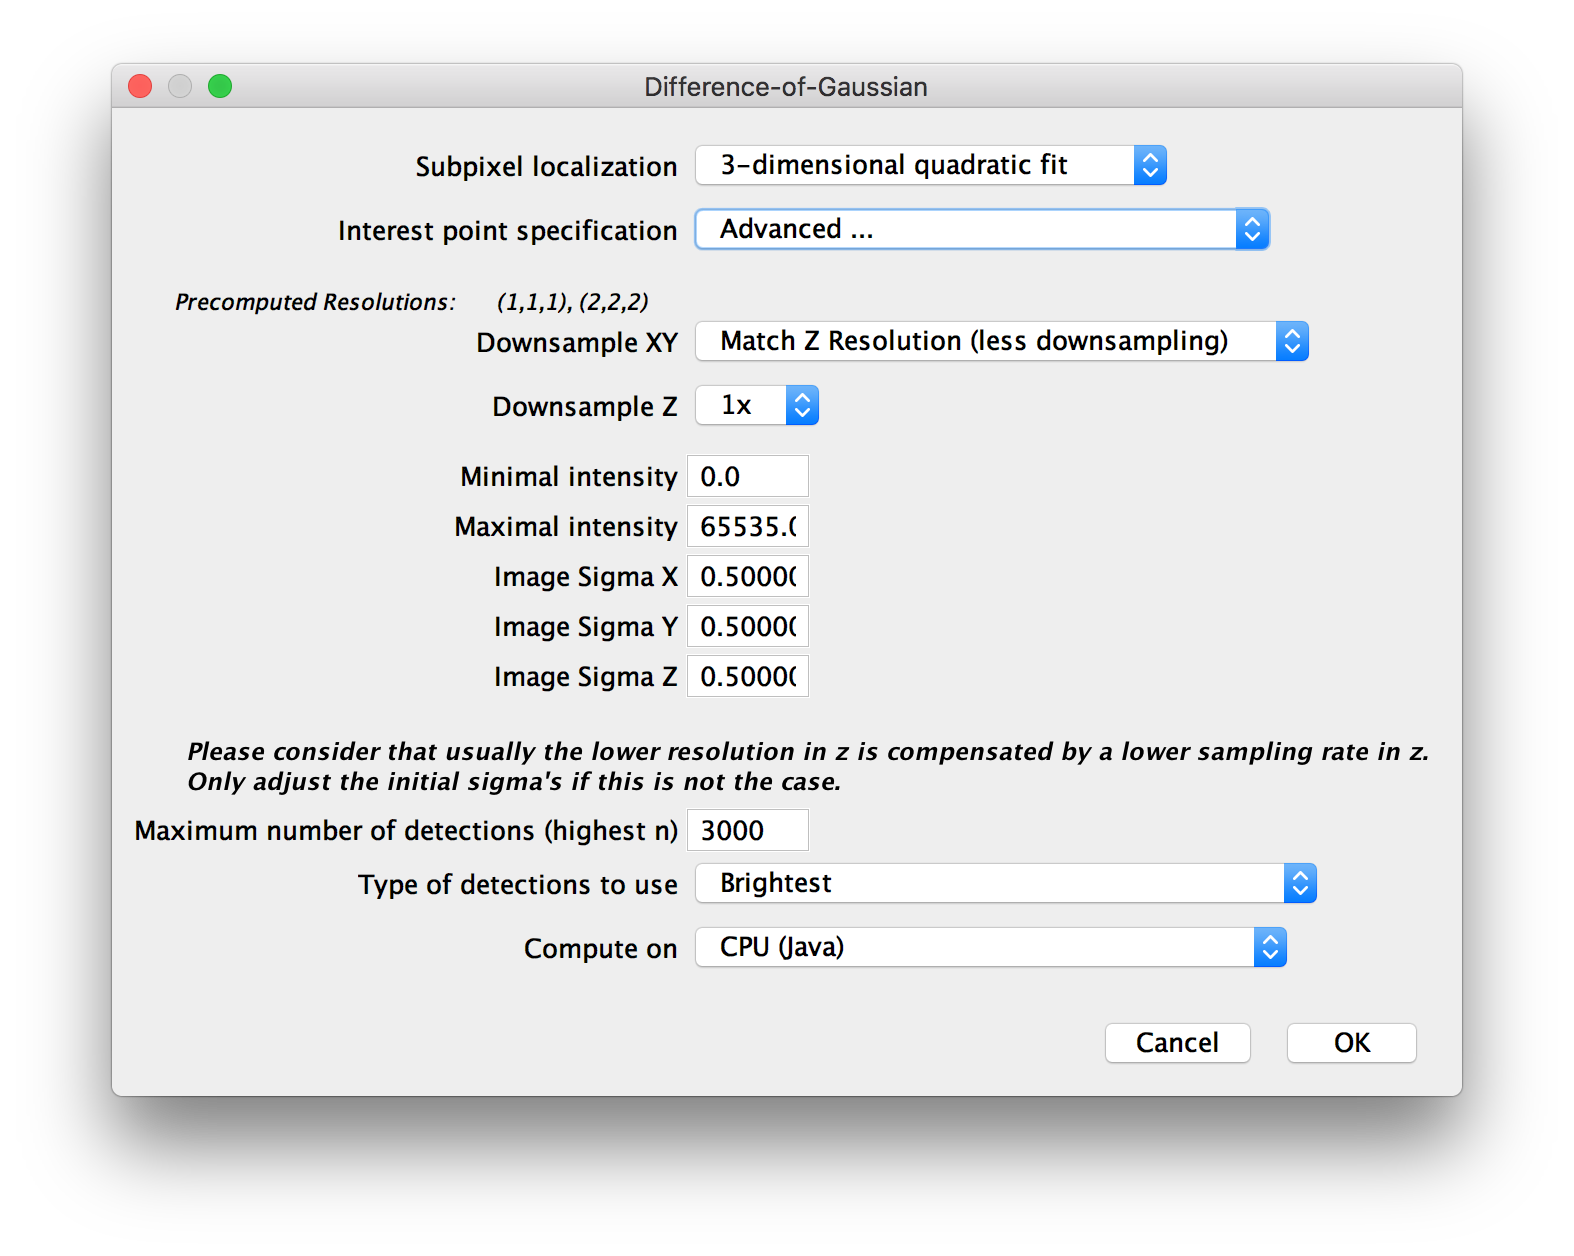 Difference-of-Gaussian
Subpixel localization 3-dimensional quadratic fit
Interest point specification Advanced ...
Precomputed Resolutions: (1,1,1), (2,2,2)
Downsample XY Match Z Resolution (less downsampling)
Downsample Z 1x
Minimal intensity 0.0
Maximal intensity 65535.0
Image Sigma X 0.50000
Image Sigma Y 0.50000
Image Sigma Z 0.50000
Please consider that usually the lower resolution in z is compensated by a lower sampling rate in z.
Only adjust the initial sigma's if this is not the case.
Maximum number of detections (highest n) 3000
Type of detections to use Brightest
Compute on CPU (Java)
Cancel OK